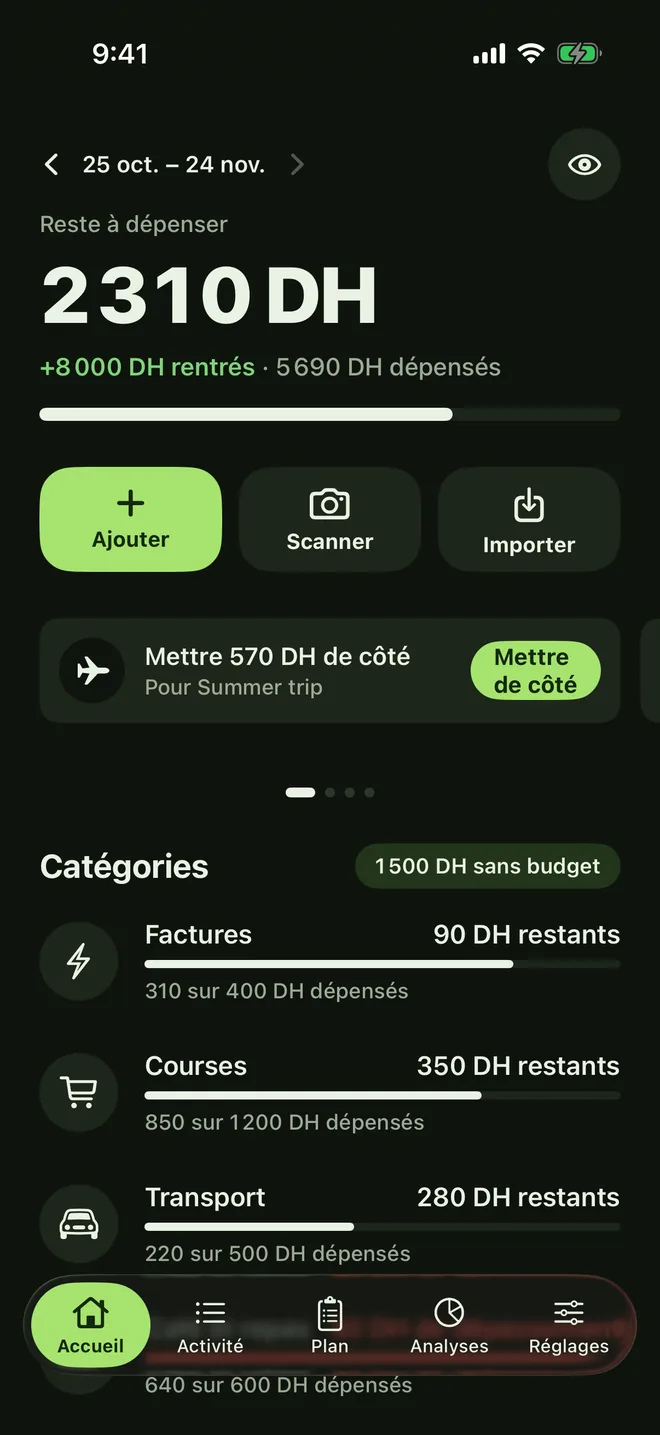 9:41
25 oct. – 24 nov.
Reste à dépenser
2 310 DH
+8 000 DH rentrés · 5 690 DH dépensés
Ajouter
Scanner
Importer
Mettre 570 DH de côté
Pour Summer trip
Mettre
de côté
Catégories
1 500 DH sans budget
Factures
90 DH restants
310 sur 400 DH dépensés
Courses
350 DH restants
850 sur 1 200 DH dépensés
Transport
280 DH restants
220 sur 500 DH dépensés
Accueil
Activité
Plan
Analyses
Réglages
640 sur 600 DH dépensés